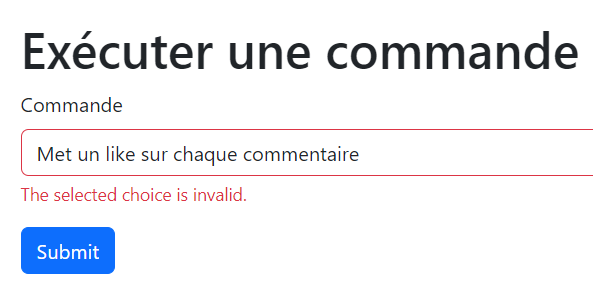 Exécuter une commande
Commande
Met un like sur chaque commentaire
The selected choice is invalid.
Submit